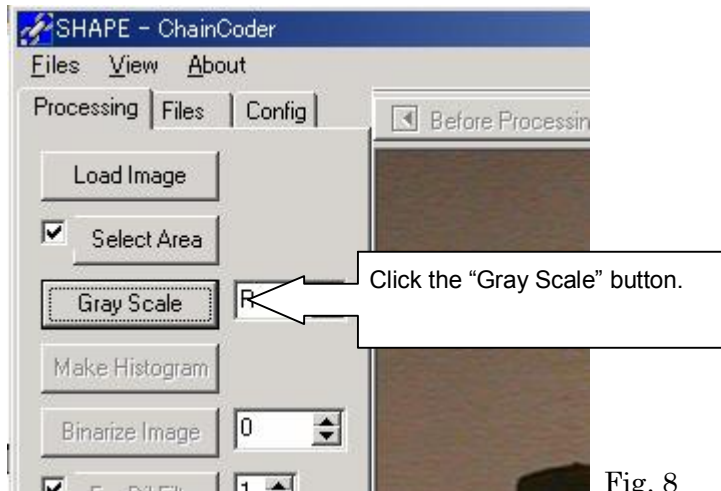 SHAPE - ChainCoder
Files View About
Processing Files Config
Before Processin
Load Image
Select Area
Click the “Gray Scale” button.
Gray Scale R
Make Histogram
Binarize Image 0
1
Fig. 8